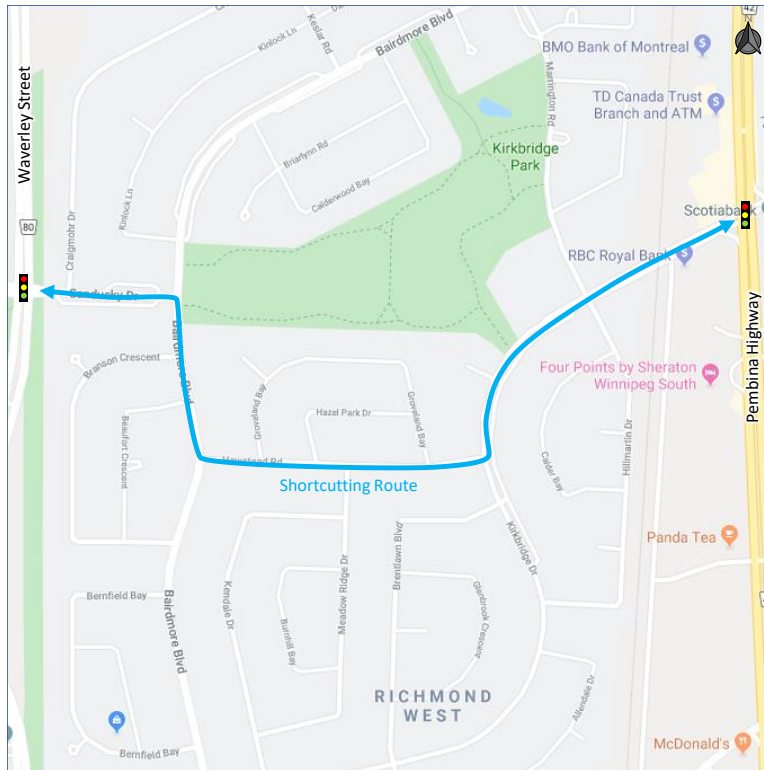 Waverley Street
80
Craigmohr Dr
Kinlock Ln
Kinlock Ln
Keslar Rd
Bairdmore Blvd
Briarlynn Rd
Calderwood Bay
Marrington Rd
Kirkbridge
Park
BMO Bank of Montreal
TD Canada Trust
Branch and ATM
42
N
RBC Royal Bank
Pembina Highway
Sandusky Dr
Bairdmore Blvd
Branson Crescent
Beaufort Crescent
Groveland Bay
Hazel Park Dr
Groveland Bay
Hawstead Rd
Shortcutting Route
Four Points by Sheraton
Winnipeg South
Calder Bay
Hillmartin Dr
Kirkbridge Dr
Panda Tea
Bernfield Bay
Bairdmore Blvd
Kendale Dr
Burnhill Bay
Meadow Ridge Dr
Brentlawn Blvd
Glenbrook Crescent
RICHMOND
WEST
Allendale Dr
Bernfield Bay
McDonald's